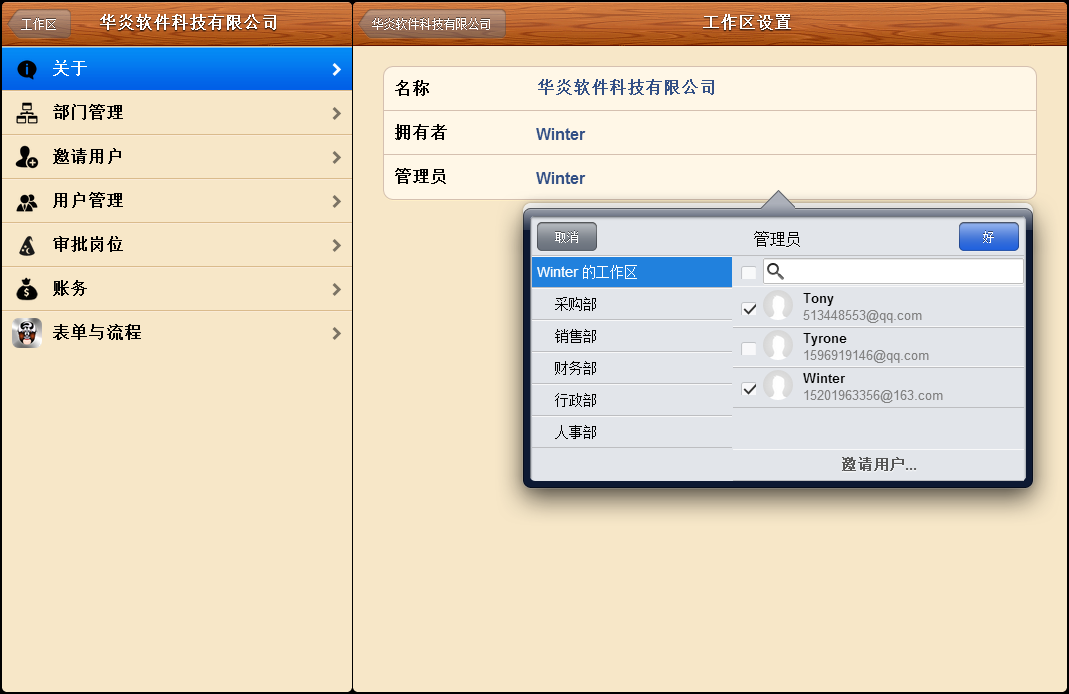 工作区
华炎软件科技有限公司
关于
部门管理
邀请用户
用户管理
审批岗位
账务
表单与流程
华炎软件科技有限公司
工作区设置
名称 华炎软件科技有限公司
拥有者 Winter
管理员 Winter
取消
管理员
好
Winter 的工作区
采购部
销售部
财务部
行政部
人事部
Tony
513448553@qq.com
Tyrone
1596919146@qq.com
Winter
15201963356@163.com
邀请用户...